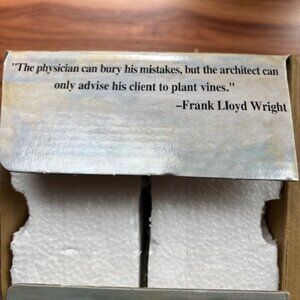 "The physician can bury his mistakes, but the architect can
only advise his client to plant vines."
–Frank Lloyd Wright